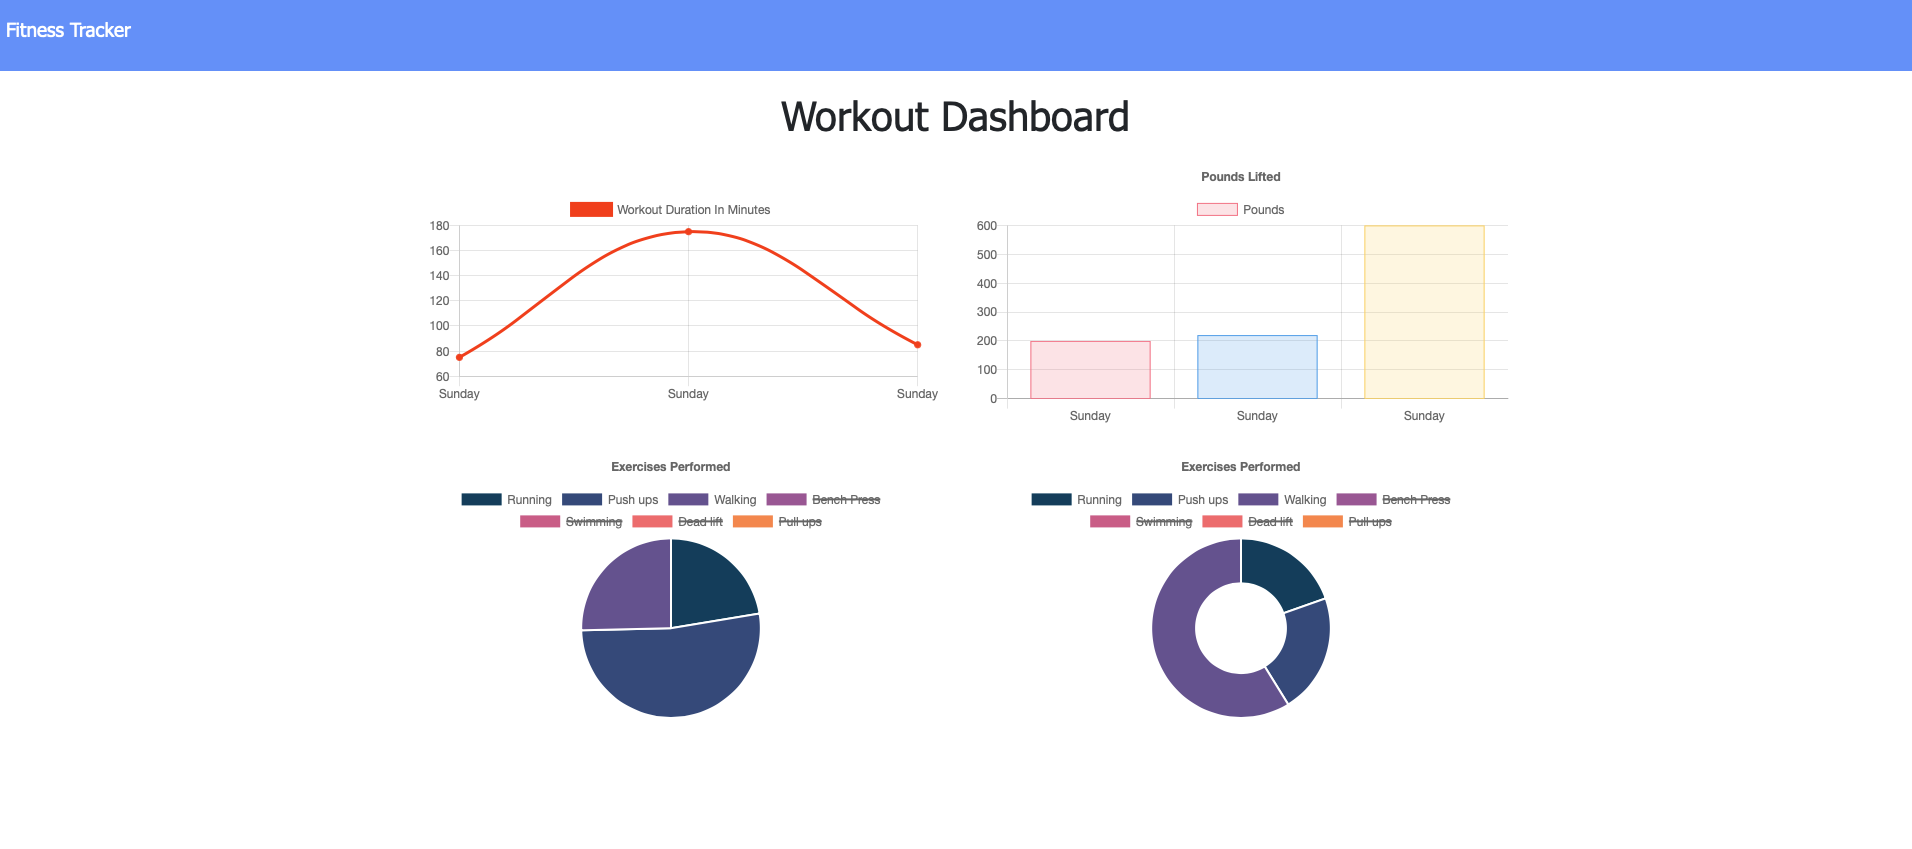 Fitness Tracker
Workout Dashboard
Workout Duration In Minutes
180
160
140
120
100
80
60
Sunday Sunday Sunday
Pounds Lifted
Pounds
600
500
400
300
200
100
0
Sunday Sunday Sunday
Exercises Performed
Running Push ups Walking Bench Press
Swimming Dead lift Pull ups
Exercises Performed
Running Push ups Walking Bench Press
Swimming Dead lift Pull ups